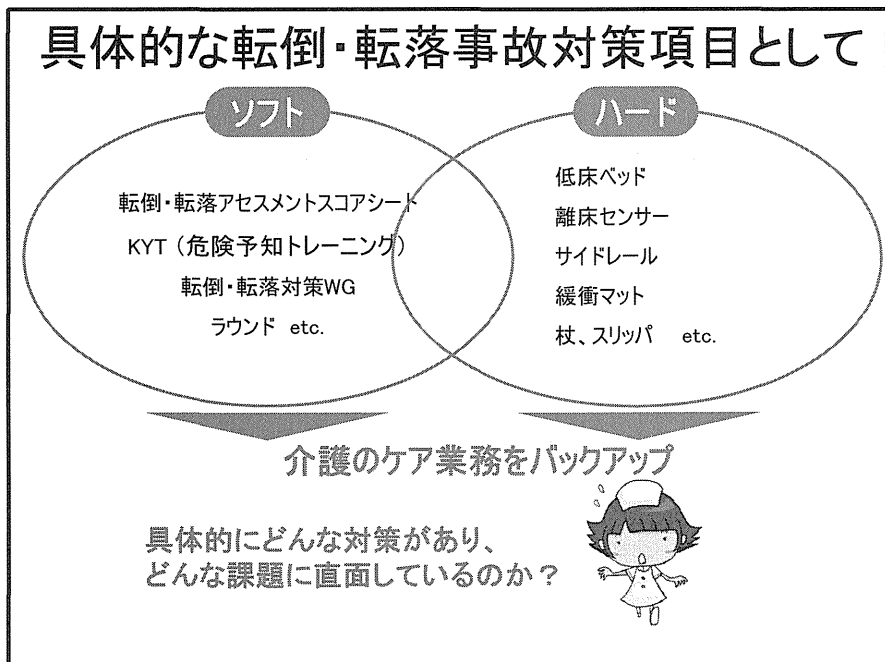 具体的な転倒・転落事故対策項目として
ソフト
転倒・転落アセスメントスコアシート
KYT（危険予知トレーニング）
転倒・転落対策WG
ラウンド etc.
ハード
低床ベッド
離床センサー
サイドレール
緩衝マット
杖、スリッパ etc.
介護のケア業務をバックアップ
具体的にどんな対策があり、
どんな課題に直面しているのか？